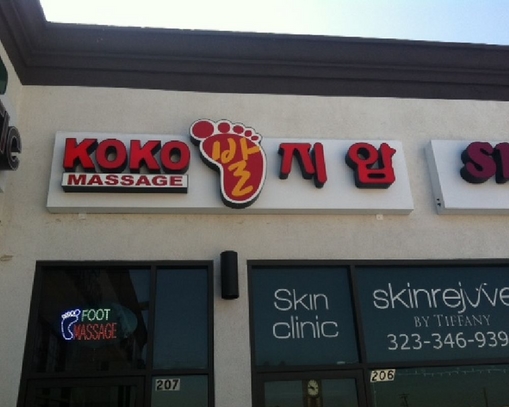 KOKO
MASSAGE
발
지압
FOOT
MASSAGE
207
Skin
clinic
skinrejuve
BY TIFFANY
323-346-939
206